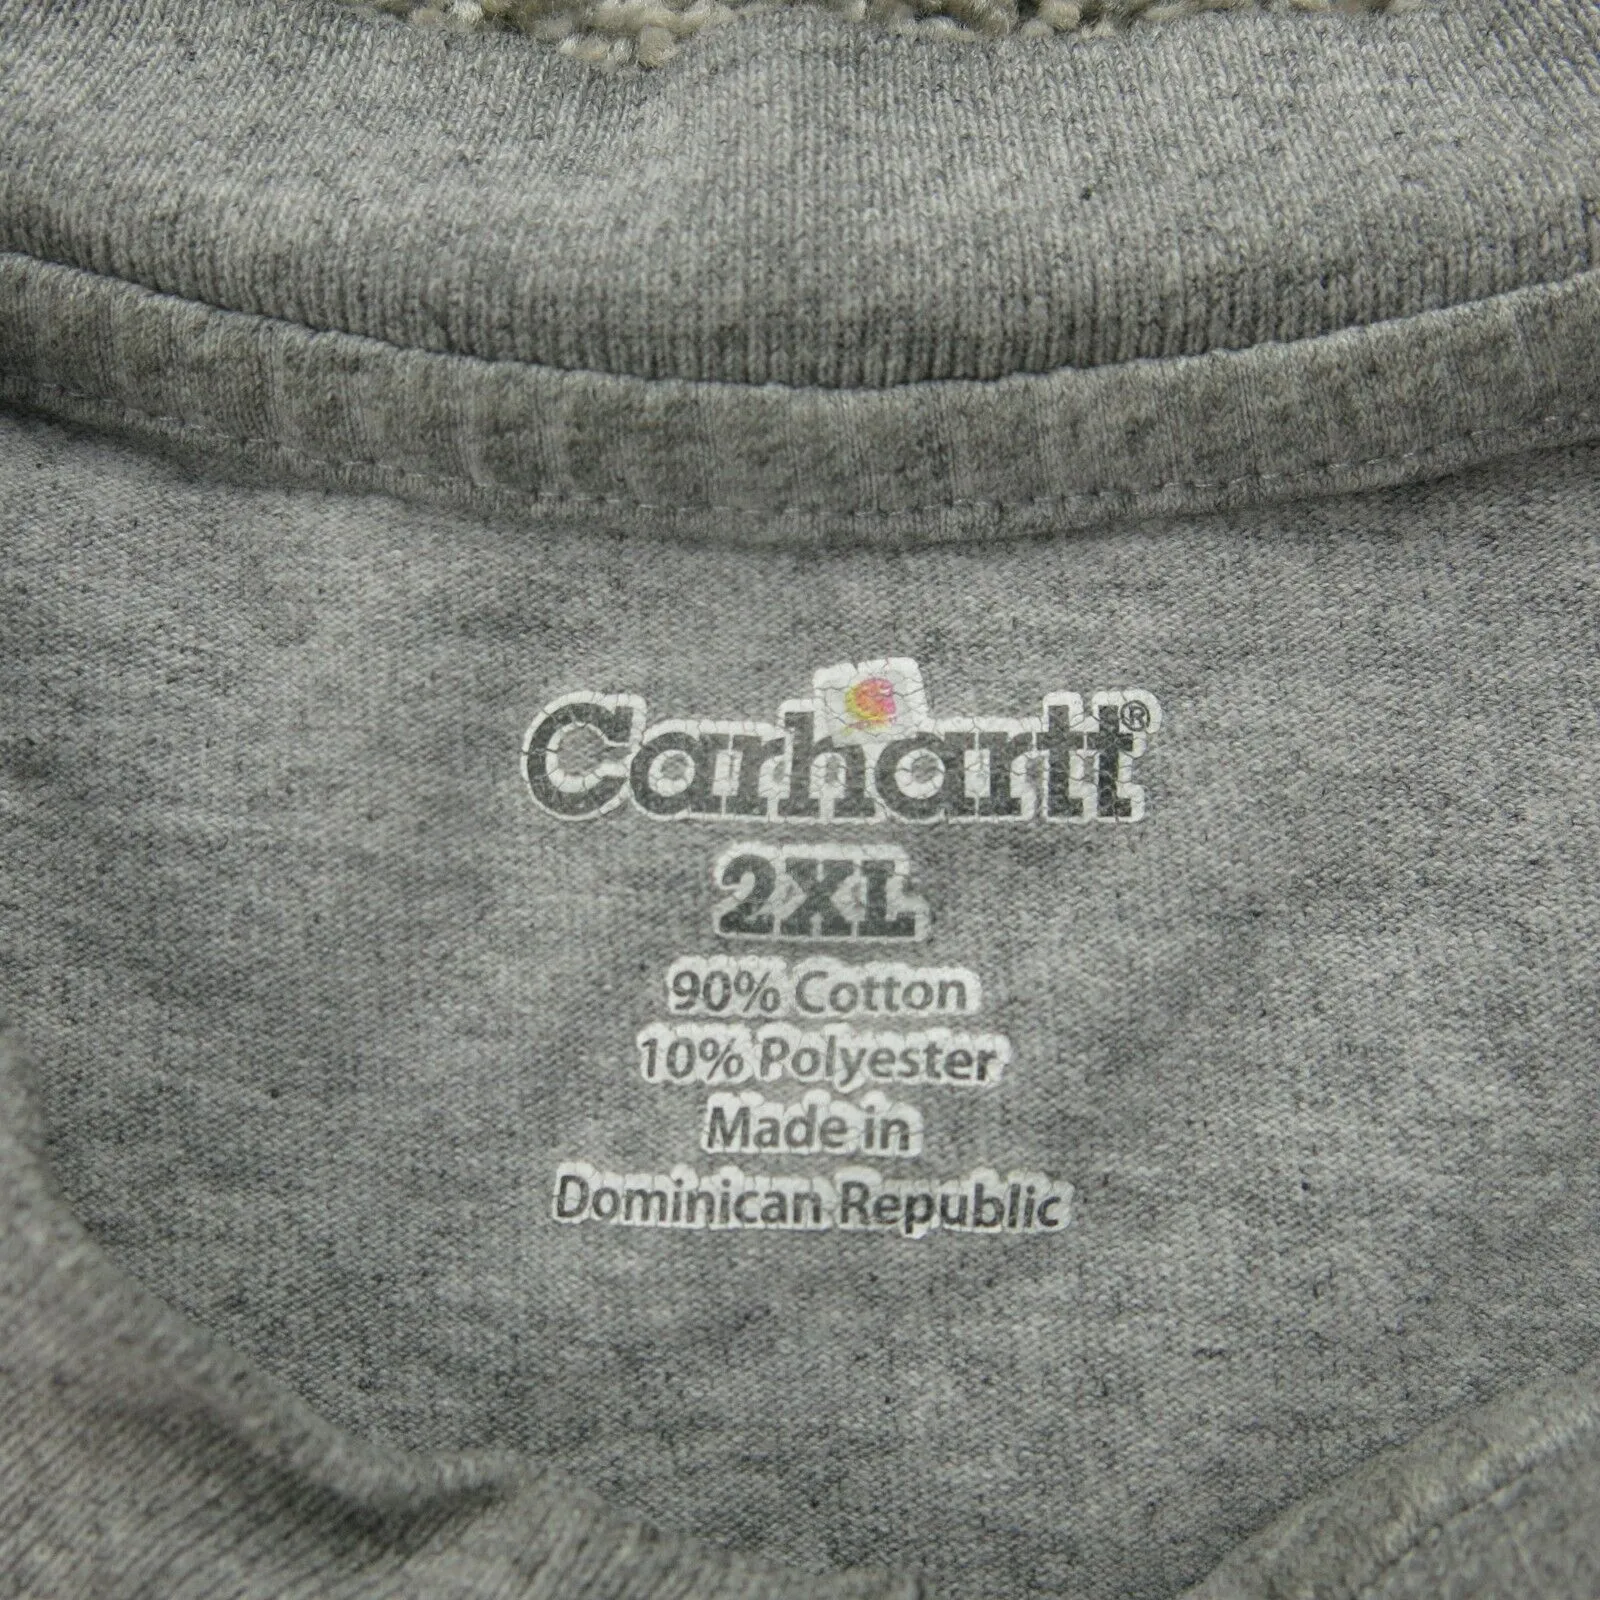 Carhartt®
2XL
90% Cotton
10% Polyester
Made in
Dominican Republic